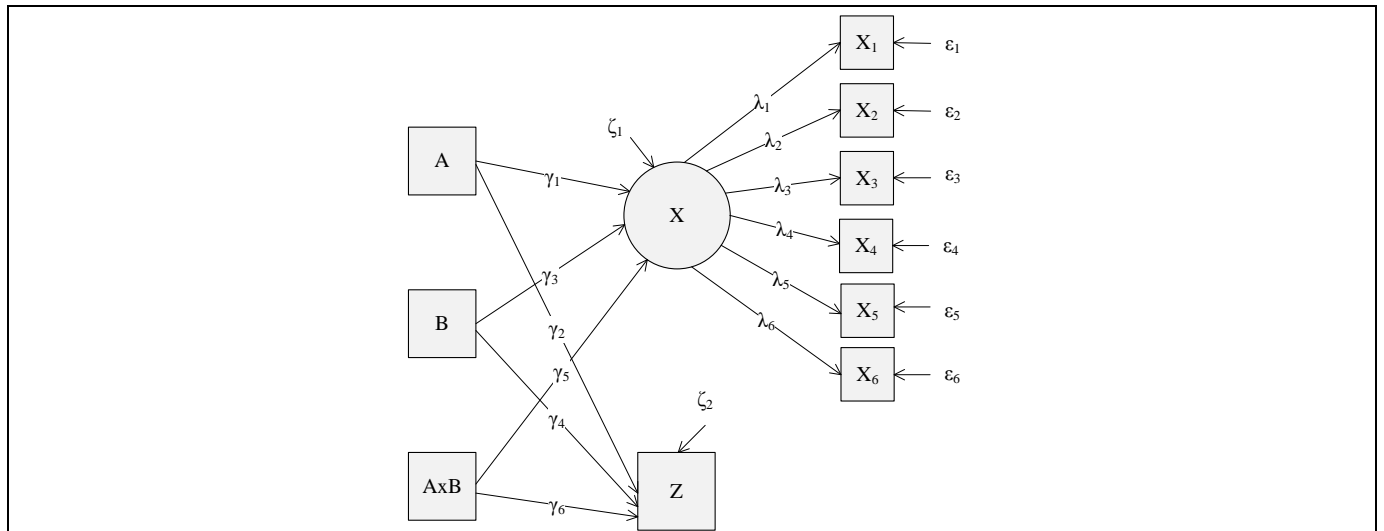 X₁
ε₁
λ₁
X₂
ε₂
ζ₁
λ₂
A
X₃
ε₃
γ₁
λ₃
X
λ₄
X₄
ε₄
γ₃
λ₅
B
γ₂
λ₆
X₅
ε₅
γ₅
X₆
ε₆
γ₄
ζ₂
AxB
γ₆
Z